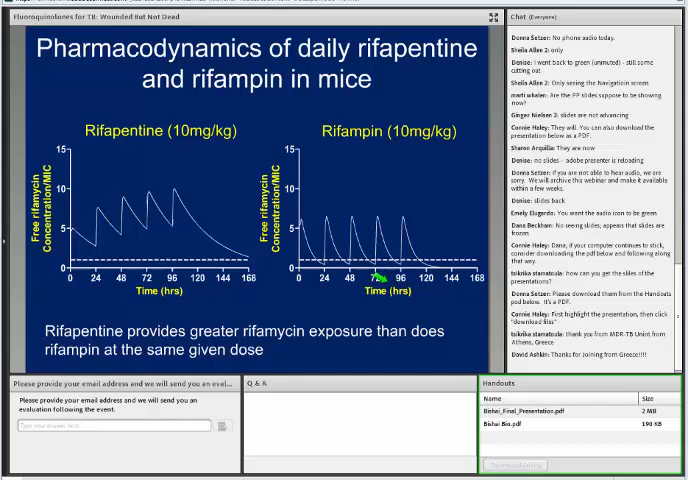 Fluoroquinolones for TB: Wounded But Not Dead
Pharmacodynamics of daily rifapentine
and rifampin in mice
Rifapentine (10mg/kg)
Free rifamycin
Concentration/MIC
15
10
5
0
0 24 48 72 96 120 144 168
Time (hrs)
Rifampin (10mg/kg)
Free rifamycin
Concentration/MIC
15
10
5
0
0 24 48 72 96 120 144 168
Time (hrs)
Rifapentine provides greater rifamycin exposure than does
rifampin at the same given dose
Chat (Everyone)
Donna Setzer: No phone audio today.
Sheila Allen 2: only
Denise: I went back to green (unmuted) - still some
cutting out
Sheila Allen 2: Only seeing the Navigation screen
marti whalen: Are the PP slides suppose to be showing
now?
Ginger Nielsen 2: slides are not advancing
Connie Haley: They will. You can also download the
presentation below as a PDF.
Sharon Arquilla: They are now
Denise: no slides - adobe presenter is reloading
Donna Setzer: If you are not able to hear audio, we are
sorry. We will archive this webinar and make it available
within a few weeks.
Denise: slides back
Emely Elugardo: You want the audio icon to be green
Dana Beckham: No seeing slides; appears that slides are
frozen
Connie Haley: Dana, if your computer continues to stick,
consider downloading the pdf below and following along
that way.
tsikrika stamatoula: how can you get the slides of the
presentations?
Donna Setzer: Please download them from the Handouts
pod below. It's a PDF.
Connie Haley: First highlight the presentation, then click
"download files"
tsikrika stamatoula: thank you from MDR-TB Unint from
Athens, Greece
David Ashkin: Thanks for Joining from Greece!!!!
Please provide your email address and we will send you an eval...
Please provide your email address and we will send you an
evaluation following the event.
Type your answer here...
Q & A
Handouts
Name Size
Bishai_Final_Presentation.pdf 2 MB
Bishai Bio.pdf 190 KB
Download File(s)